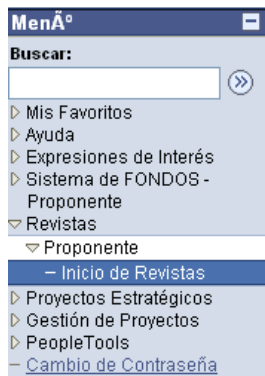 MenÃº
Buscar:
Mis Favoritos
Ayuda
Expresiones de Interés
Sistema de FONDOS -
Proponente
Revistas
Proponente
– Inicio de Revistas
Proyectos Estratégicos
Gestión de Proyectos
PeopleTools
– Cambio de Contraseña